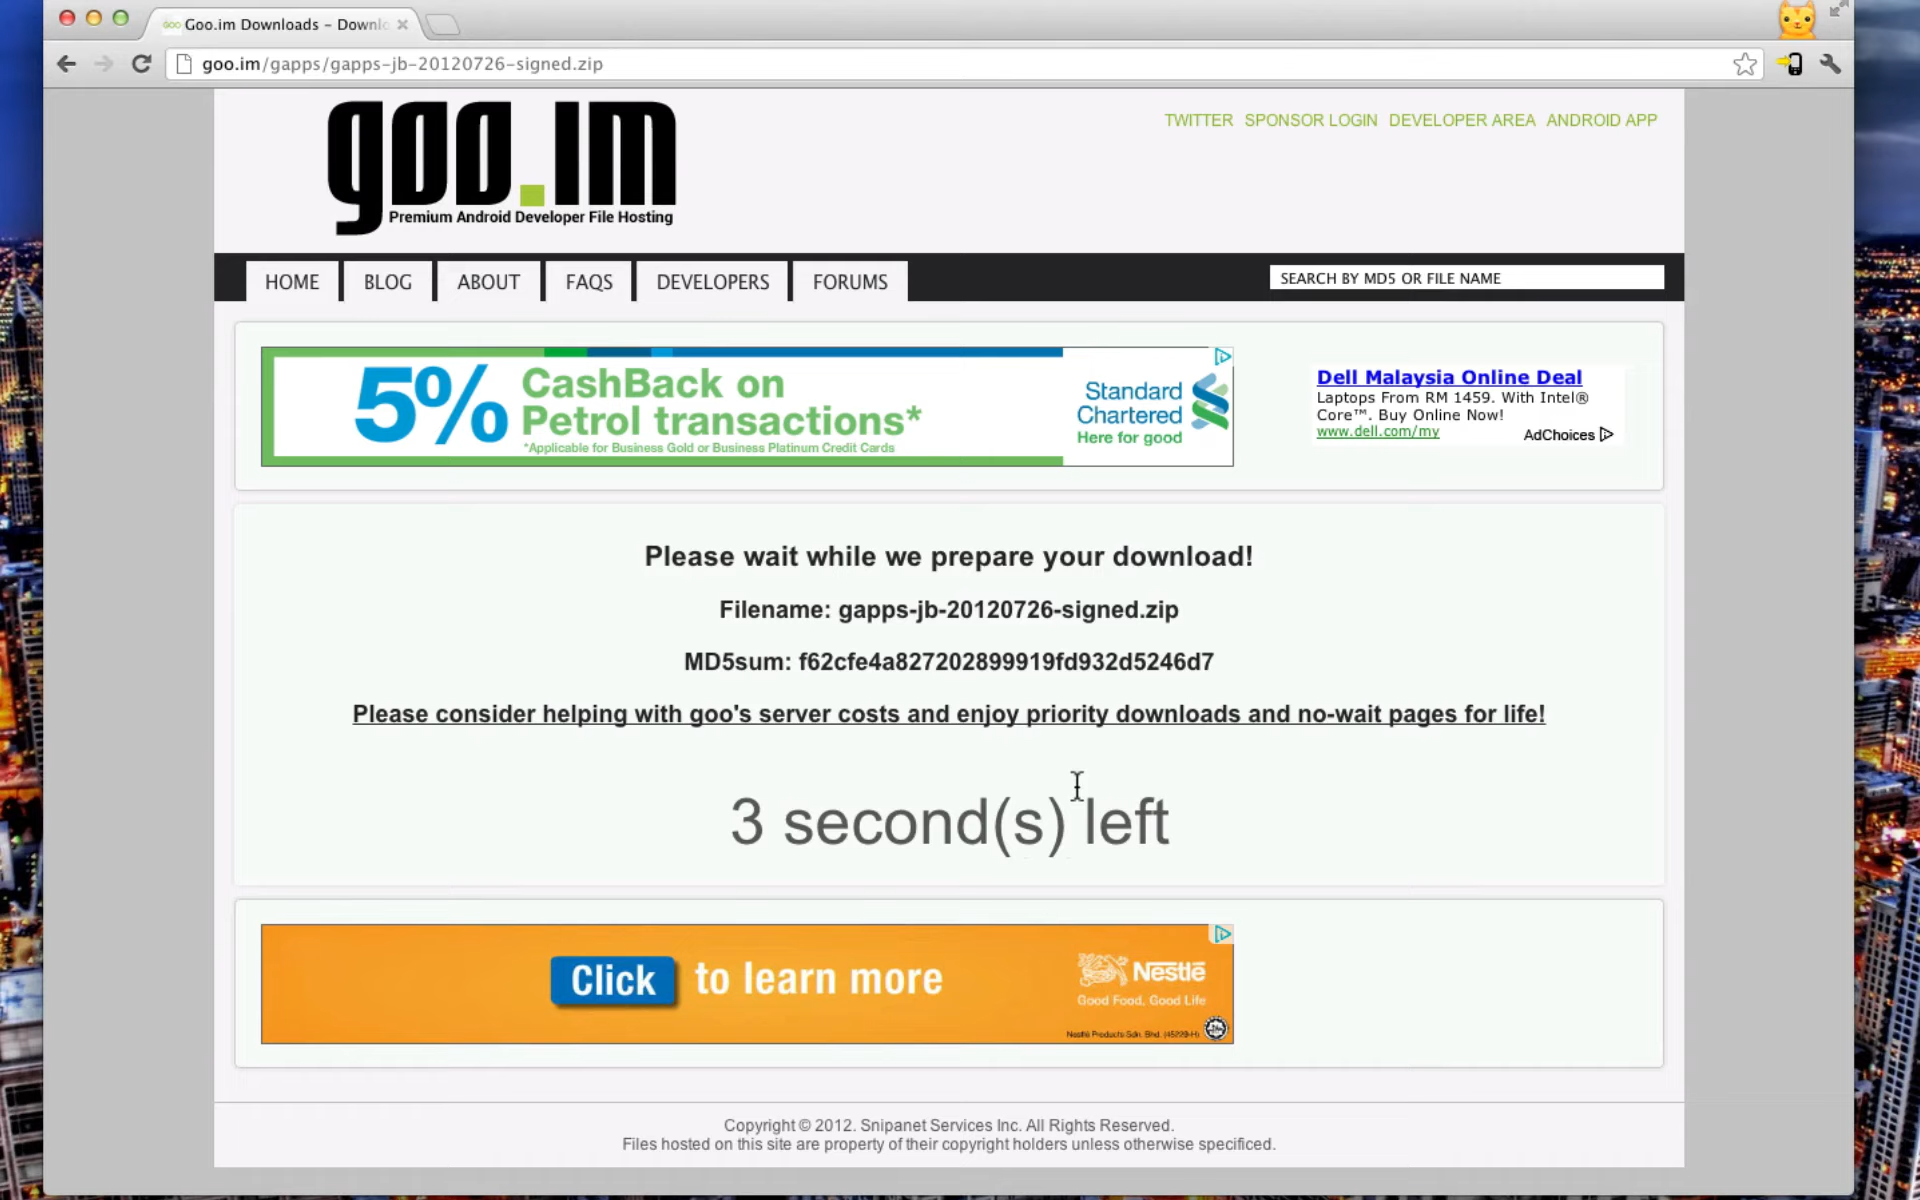 Goo.im Downloads - Downlo
goo.im/gapps/gapps-jb-20120726-signed.zip
goo.im
Premium Android Developer File Hosting
TWITTER SPONSOR LOGIN DEVELOPER AREA ANDROID APP
HOME BLOG ABOUT FAQS DEVELOPERS FORUMS
SEARCH BY MD5 OR FILE NAME
5% CashBack on
Petrol transactions*
*Applicable for Business Gold or Business Platinum Credit Cards
Standard
Chartered
Here for good
Dell Malaysia Online Deal
Laptops From RM 1459. With Intel®
Core™. Buy Online Now!
www.dell.com/my
AdChoices
Please wait while we prepare your download!
Filename: gapps-jb-20120726-signed.zip
MD5sum: f62cfe4a827202899919fd932d5246d7
Please consider helping with goo's server costs and enjoy priority downloads and no-wait pages for life!
3 second(s) left
Click to learn more
Nestlé
Good Food, Good Life
Nestlé Products Sdn. Bhd. (45229-H)
Copyright © 2012. Snipanet Services Inc. All Rights Reserved.
Files hosted on this site are property of their copyright holders unless otherwise specificed.